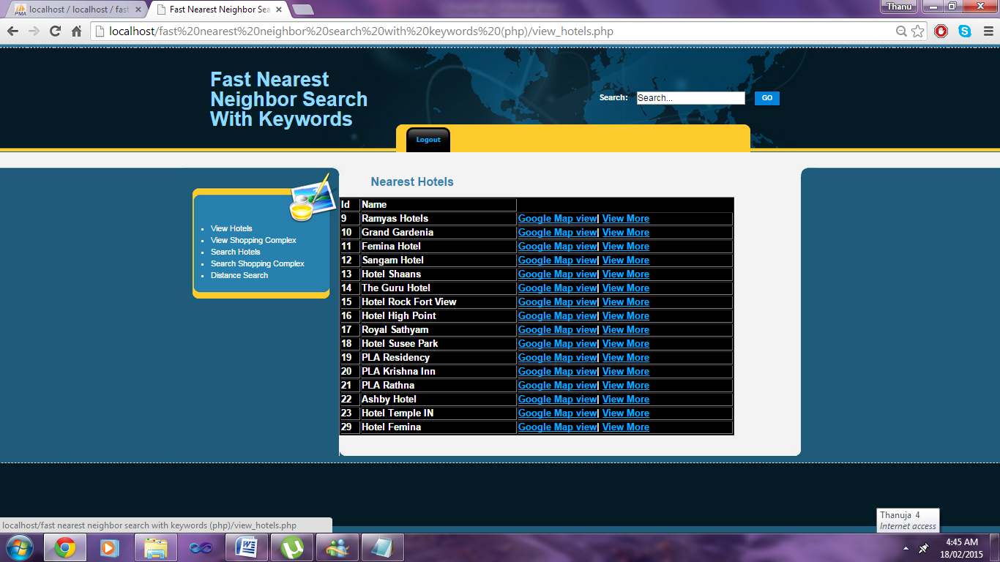 localhost / localhost / fast
Fast Nearest Neighbor Sea
Thanu
localhost/fast%20nearest%20neighbor%20search%20with%20keywords%20(php)/view_hotels.php
Fast Nearest
Neighbor Search
With Keywords
Search: Search... GO
Logout
View Hotels
View Shopping Complex
Search Hotels
Search Shopping Complex
Distance Search
Nearest Hotels
Id Name
9 Ramyas Hotels Google Map view| View More
10 Grand Gardenia Google Map view| View More
11 Femina Hotel Google Map view| View More
12 Sangam Hotel Google Map view| View More
13 Hotel Shaans Google Map view| View More
14 The Guru Hotel Google Map view| View More
15 Hotel Rock Fort View Google Map view| View More
16 Hotel High Point Google Map view| View More
17 Royal Sathyam Google Map view| View More
18 Hotel Susee Park Google Map view| View More
19 PLA Residency Google Map view| View More
20 PLA Krishna Inn Google Map view| View More
21 PLA Rathna Google Map view| View More
22 Ashby Hotel Google Map view| View More
23 Hotel Temple IN Google Map view| View More
29 Hotel Femina Google Map view| View More
localhost/fast nearest neighbor search with keywords (php)/view_hotels.php
Thanuja 4
Internet access
4:45 AM
18/02/2015